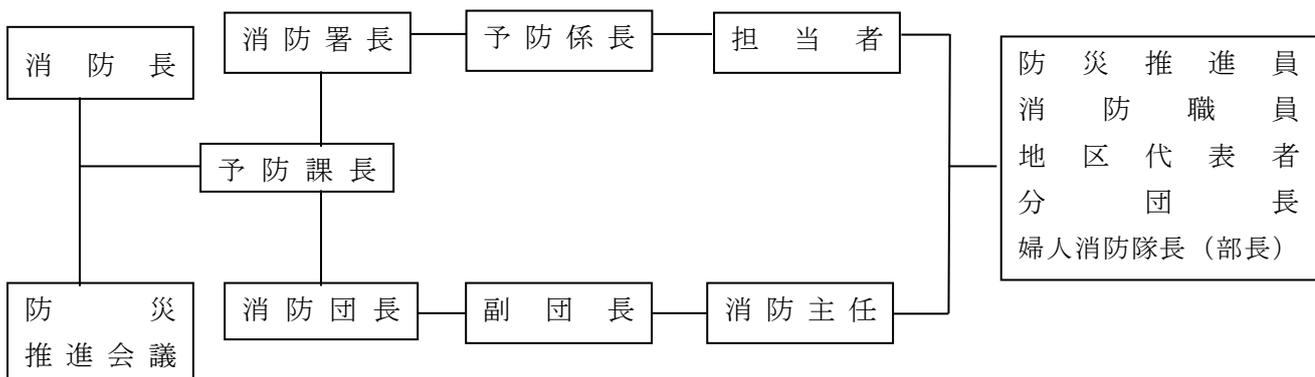 消防長
消防署長
予防係長
担当者
防災推進員
消防職員
地区代表者
分団長
婦人消防隊長（部長）
予防課長
防災
推進会議
消防団長
副団長
消防主任